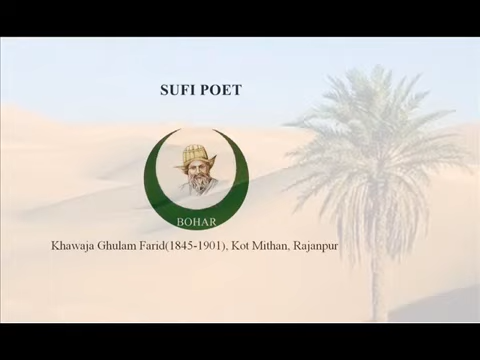 SUFI POET
BOHAR
Khawaja Ghulam Farid(1845-1901), Kot Mithan, Rajanpur